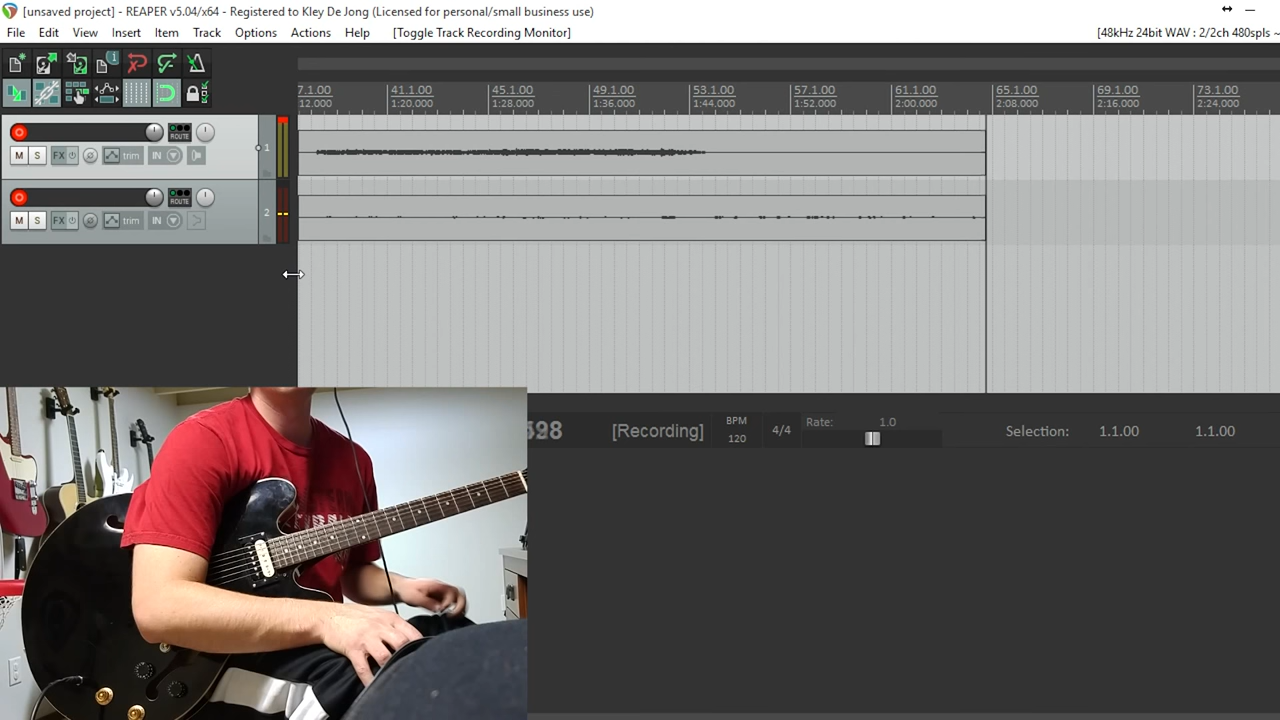 [unsaved project] - REAPER v5.04/x64 - Registered to Kley De Jong (Licensed for personal/small business use)
File Edit View Insert Item Track Options Actions Help [Toggle Track Recording Monitor]
[48kHz 24bit WAV : 2/2ch 480spls ~
7.1.00 41.1.00 45.1.00 49.1.00 53.1.00 57.1.00 61.1.00 65.1.00 69.1.00 73.1.00
12.000 1:20.000 1:28.000 1:36.000 1:44.000 1:52.000 2:00.000 2:08.000 2:16.000 2:24.000
ROUTE
M S FX trim IN 1
ROUTE
M S FX trim IN 2
598 [Recording] BPM 120 4/4 Rate: 1.0 Selection: 1.1.00 1.1.00